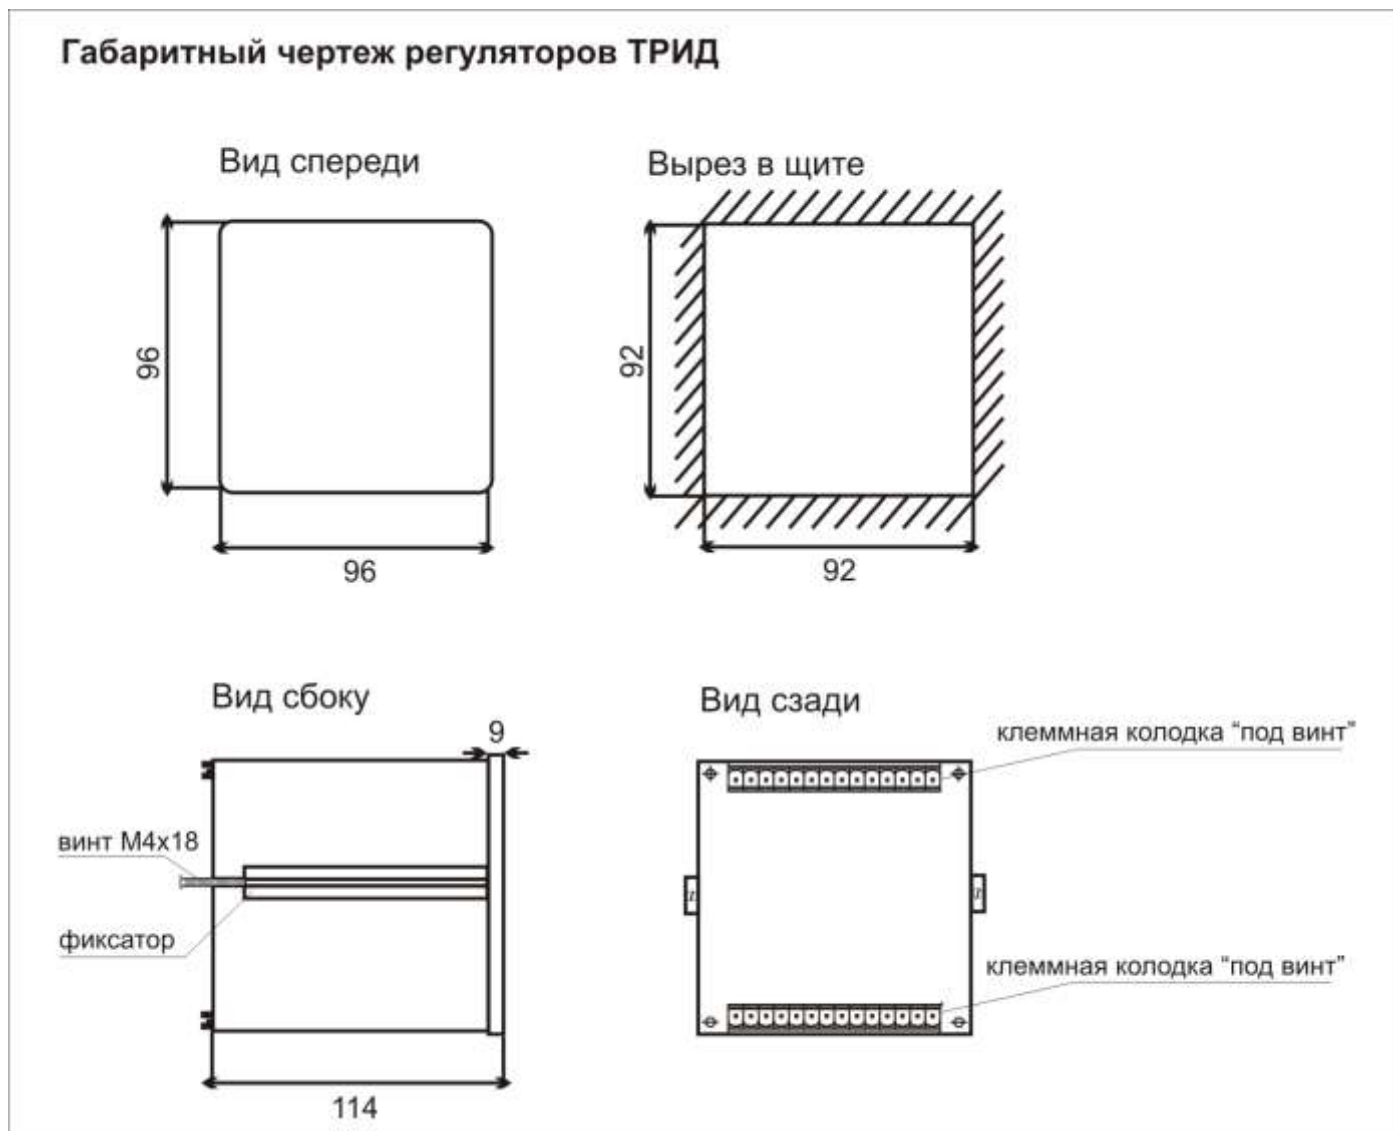 Габаритный чертеж регуляторов ТРИД
Вид спереди
Вырез в щите
96
92
96
92
Вид сбоку
Вид сзади
9
клеммная колодка “под винт”
винт М4х18
фиксатор
клеммная колодка “под винт”
114